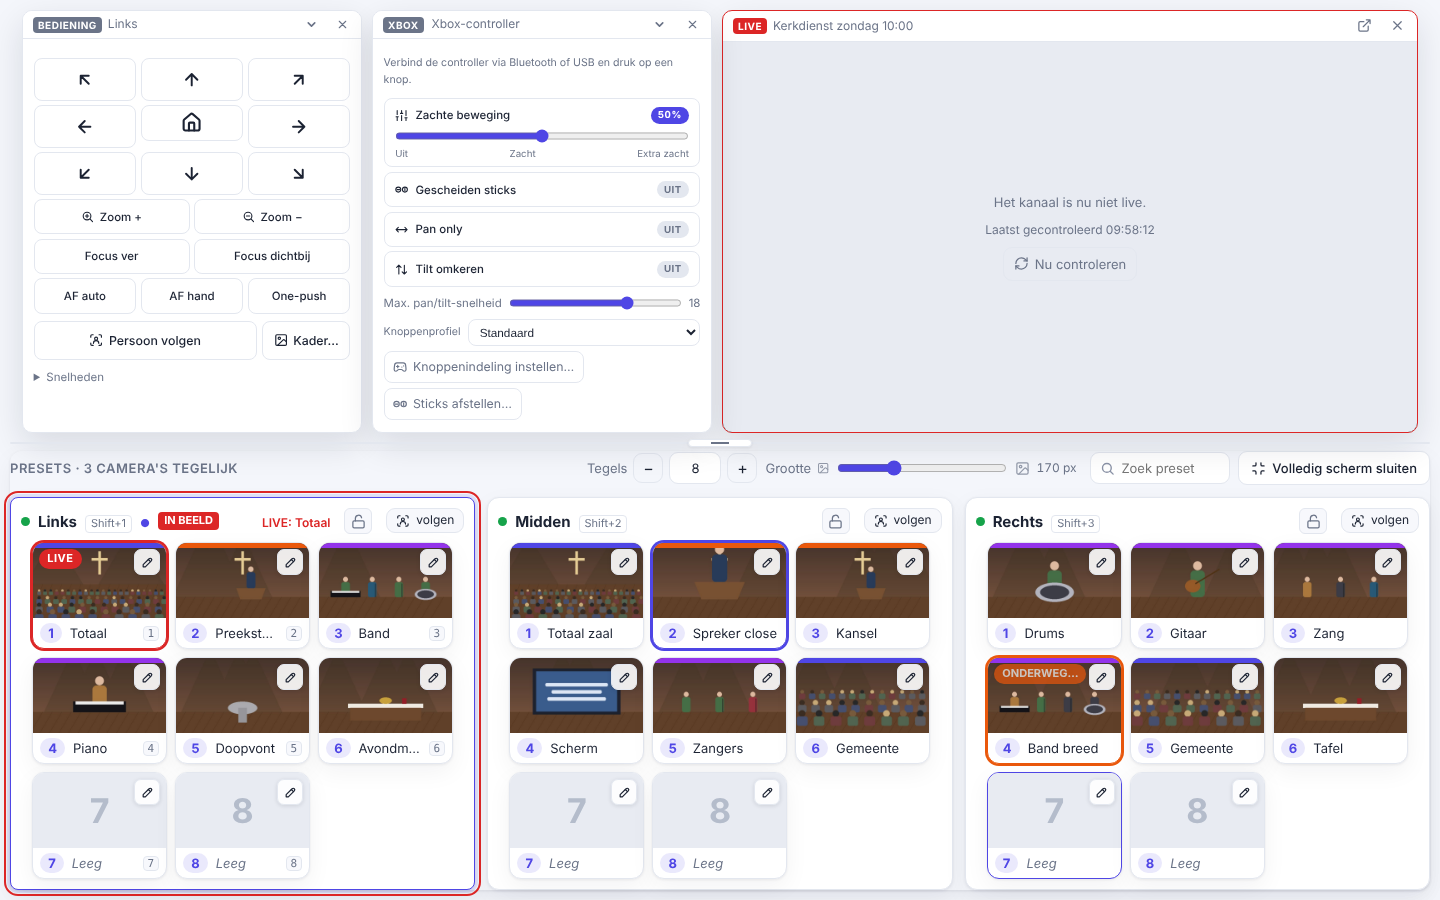 BEDIENING Links
Zoom +
Zoom −
Focus ver
Focus dichtbij
AF auto
AF hand
One-push
Persoon volgen
Kader...
Snelheden
XBOX Xbox-controller
Verbind de controller via Bluetooth of USB en druk op een
knop.
Zachte beweging 50%
Uit Zacht Extra zacht
Gescheiden sticks UIT
Pan only UIT
Tilt omkeren UIT
Max. pan/tilt-snelheid 18
Knoppenprofiel Standaard
Knoppenindeling instellen...
Sticks afstellen...
LIVE Kerkdienst zondag 10:00
Het kanaal is nu niet live.
Laatst gecontroleerd 09:58:12
Nu controleren
PRESETS · 3 CAMERA'S TEGELIJK
Tegels − 8 + Grootte 170 px Zoek preset Volledig scherm sluiten
Links Shift+1 IN BEELD LIVE: Totaal volgen
LIVE
1 Totaal 1
2 Preekst... 2
3 Band 3
4 Piano 4
5 Doopvont 5
6 Avondm... 6
7
7 Leeg 7
8
8 Leeg 8
Midden Shift+2 volgen
1 Totaal zaal
2 Spreker close
3 Kansel
4 Scherm
5 Zangers
6 Gemeente
7
7 Leeg
8
8 Leeg
Rechts Shift+3 volgen
1 Drums
2 Gitaar
3 Zang
ONDERWEG...
4 Band breed
5 Gemeente
6 Tafel
7
7 Leeg
8
8 Leeg